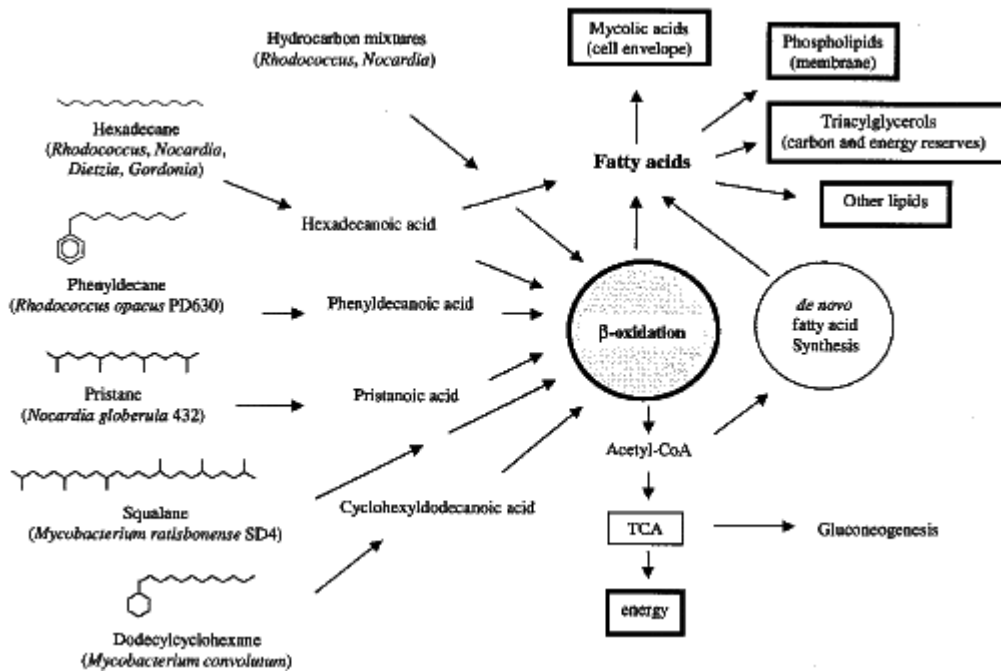 Hydrocarbon mixtures
(Rhodococcus, Nocardia)
Mycolic acids
(cell envelope)
Phospholipids
(membrane)
Triacylglycerols
(carbon and energy reserves)
Other lipids
Fatty acids
Hexadecane
(Rhodococcus, Nocardia,
Dietzia, Gordonia)
Hexadecanoic acid
Phenyldecane
(Rhodococcus opacus PD630)
Phenyldecanoic acid
β-oxidation
de novo
fatty acid
Synthesis
Pristane
(Nocardia globerula 432)
Pristanoic acid
Acetyl-CoA
Squalane
(Mycobacterium ratisbonense SD4)
Cyclohexyldodecanoic acid
TCA
Gluconeogenesis
energy
Dodecylcyclohexane
(Mycobacterium convolutum)